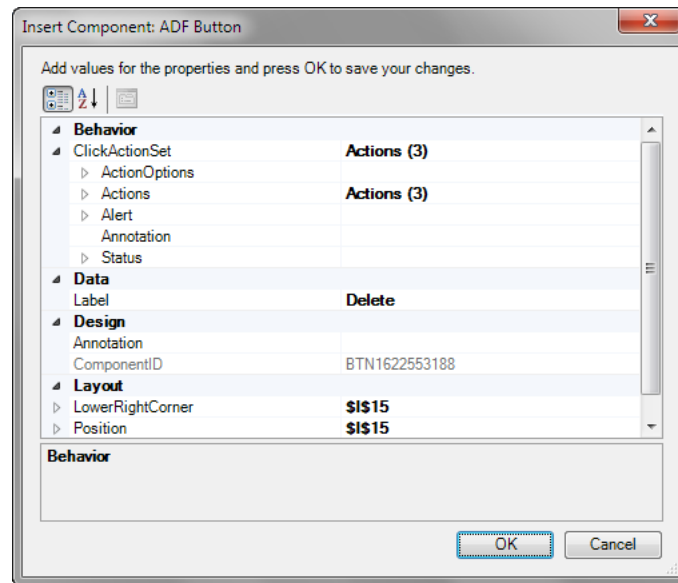 Insert Component: ADF Button
Add values for the properties and press OK to save your changes.
Behavior
ClickActionSet Actions (3)
ActionOptions
Actions Actions (3)
Alert
Annotation
Status
Data
Label Delete
Design
Annotation
ComponentID BTN1622553188
Layout
LowerRightCorner $I$15
Position $I$15
Behavior
OK Cancel